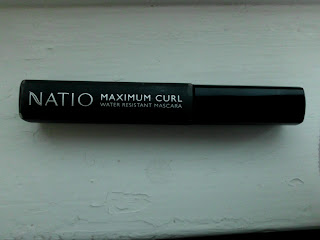 NATIO MAXIMUM CURL
WATER RESISTANT MASCARA